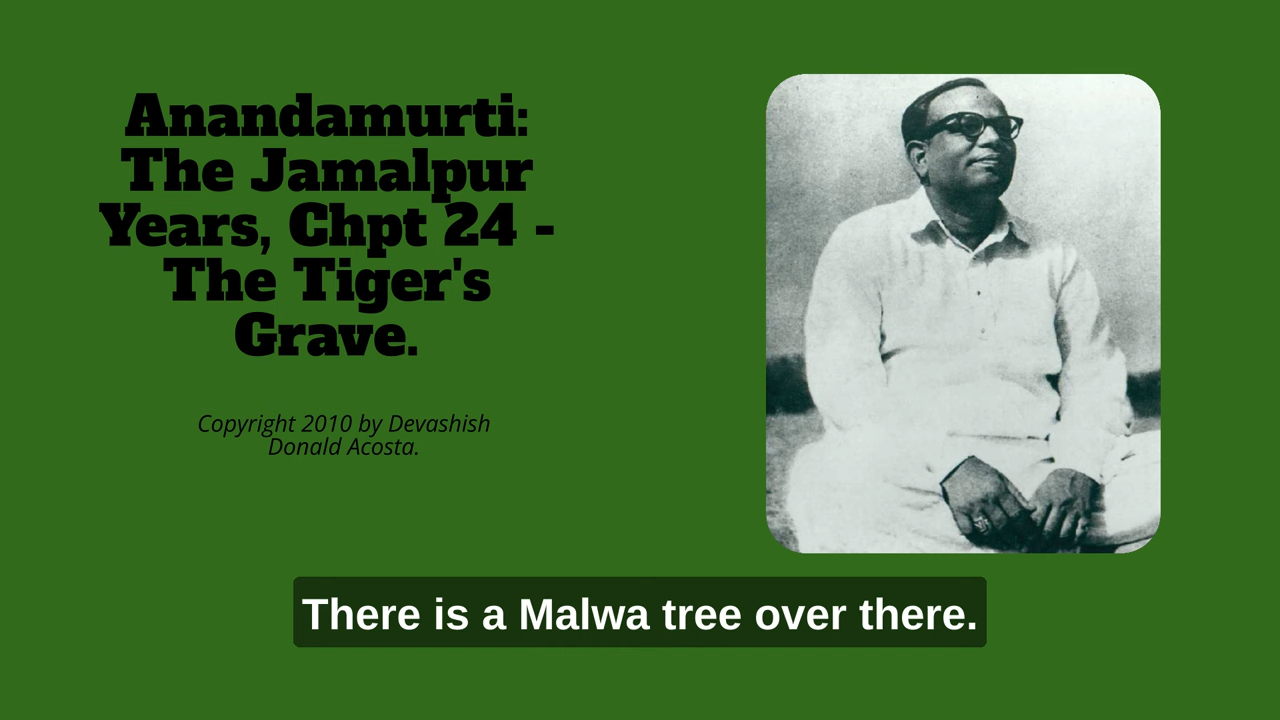 Anandamurti:
The Jamalpur
Years, Chpt 24 -
The Tiger's
Grave.
Copyright 2010 by Devashish
Donald Acosta.
There is a Malwa tree over there.